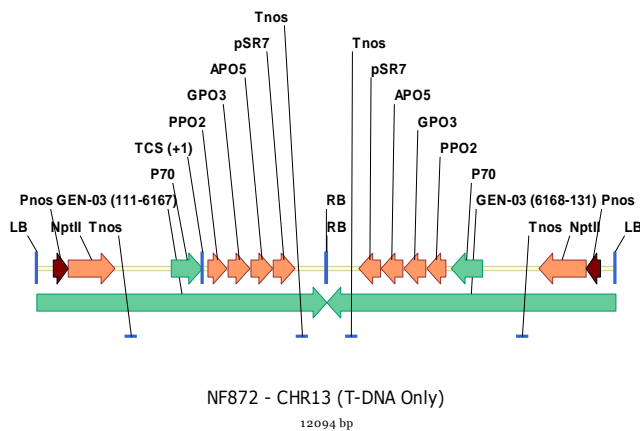 Tnos
Tnos
pSR7
pSR7
APO5
APO5
GPO3
GPO3
PPO2
PPO2
TCS (+1)
P70
P70
Pnos GEN-03 (111-6167)
RB
GEN-03 (6168-131) Pnos
LB NptII Tnos
RB
Tnos NptII LB
NF872 - CHR13 (T-DNA Only)
12094 bp